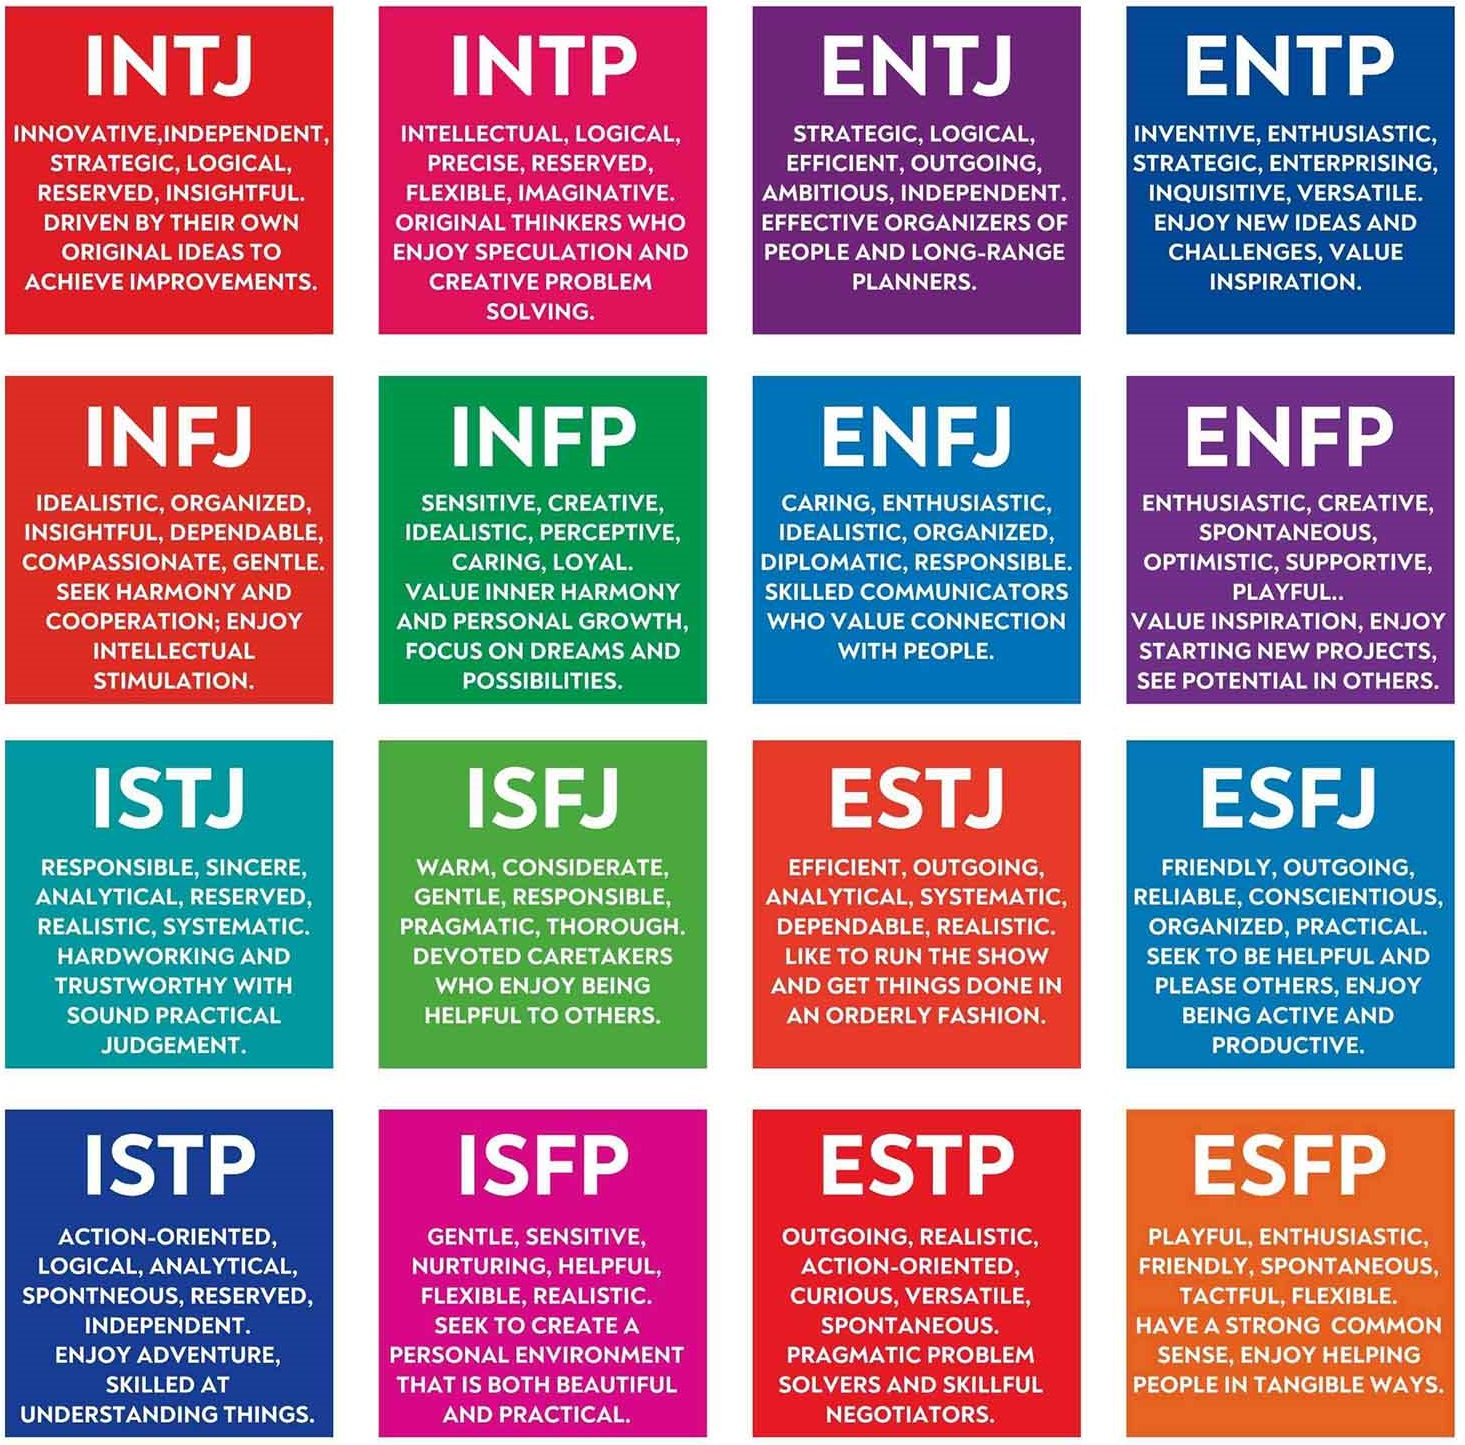 INTJ
INNOVATIVE,INDEPENDENT,
STRATEGIC, LOGICAL,
RESERVED, INSIGHTFUL.
DRIVEN BY THEIR OWN
ORIGINAL IDEAS TO
ACHIEVE IMPROVEMENTS.
INTP
INTELLECTUAL, LOGICAL,
PRECISE, RESERVED,
FLEXIBLE, IMAGINATIVE.
ORIGINAL THINKERS WHO
ENJOY SPECULATION AND
CREATIVE PROBLEM
SOLVING.
ENTJ
STRATEGIC, LOGICAL,
EFFICIENT, OUTGOING,
AMBITIOUS, INDEPENDENT.
EFFECTIVE ORGANIZERS OF
PEOPLE AND LONG-RANGE
PLANNERS.
ENTP
INVENTIVE, ENTHUSIASTIC,
STRATEGIC, ENTERPRISING,
INQUISITIVE, VERSATILE.
ENJOY NEW IDEAS AND
CHALLENGES, VALUE
INSPIRATION.
INFJ
IDEALISTIC, ORGANIZED,
INSIGHTFUL, DEPENDABLE,
COMPASSIONATE, GENTLE.
SEEK HARMONY AND
COOPERATION; ENJOY
INTELLECTUAL
STIMULATION.
INFP
SENSITIVE, CREATIVE,
IDEALISTIC, PERCEPTIVE,
CARING, LOYAL.
VALUE INNER HARMONY
AND PERSONAL GROWTH,
FOCUS ON DREAMS AND
POSSIBILITIES.
ENFJ
CARING, ENTHUSIASTIC,
IDEALISTIC, ORGANIZED,
DIPLOMATIC, RESPONSIBLE.
SKILLED COMMUNICATORS
WHO VALUE CONNECTION
WITH PEOPLE.
ENFP
ENTHUSIASTIC, CREATIVE,
SPONTANEOUS,
OPTIMISTIC, SUPPORTIVE,
PLAYFUL..
VALUE INSPIRATION, ENJOY
STARTING NEW PROJECTS,
SEE POTENTIAL IN OTHERS.
ISTJ
RESPONSIBLE, SINCERE,
ANALYTICAL, RESERVED,
REALISTIC, SYSTEMATIC.
HARDWORKING AND
TRUSTWORTHY WITH
SOUND PRACTICAL
JUDGEMENT.
ISFJ
WARM, CONSIDERATE,
GENTLE, RESPONSIBLE,
PRAGMATIC, THOROUGH.
DEVOTED CARETAKERS
WHO ENJOY BEING
HELPFUL TO OTHERS.
ESTJ
EFFICIENT, OUTGOING,
ANALYTICAL, SYSTEMATIC,
DEPENDABLE, REALISTIC.
LIKE TO RUN THE SHOW
AND GET THINGS DONE IN
AN ORDERLY FASHION.
ESFJ
FRIENDLY, OUTGOING,
RELIABLE, CONSCIENTIOUS,
ORGANIZED, PRACTICAL.
SEEK TO BE HELPFUL AND
PLEASE OTHERS, ENJOY
BEING ACTIVE AND
PRODUCTIVE.
ISTP
ACTION-ORIENTED,
LOGICAL, ANALYTICAL,
SPONTNEOUS, RESERVED,
INDEPENDENT.
ENJOY ADVENTURE,
SKILLED AT
UNDERSTANDING THINGS.
ISFP
GENTLE, SENSITIVE,
NURTURING, HELPFUL,
FLEXIBLE, REALISTIC.
SEEK TO CREATE A
PERSONAL ENVIRONMENT
THAT IS BOTH BEAUTIFUL
AND PRACTICAL.
ESTP
OUTGOING, REALISTIC,
ACTION-ORIENTED,
CURIOUS, VERSATILE,
SPONTANEOUS.
PRAGMATIC PROBLEM
SOLVERS AND SKILLFUL
NEGOTIATORS.
ESFP
PLAYFUL, ENTHUSIASTIC,
FRIENDLY, SPONTANEOUS,
TACTFUL, FLEXIBLE.
HAVE A STRONG COMMON
SENSE, ENJOY HELPING
PEOPLE IN TANGIBLE WAYS.